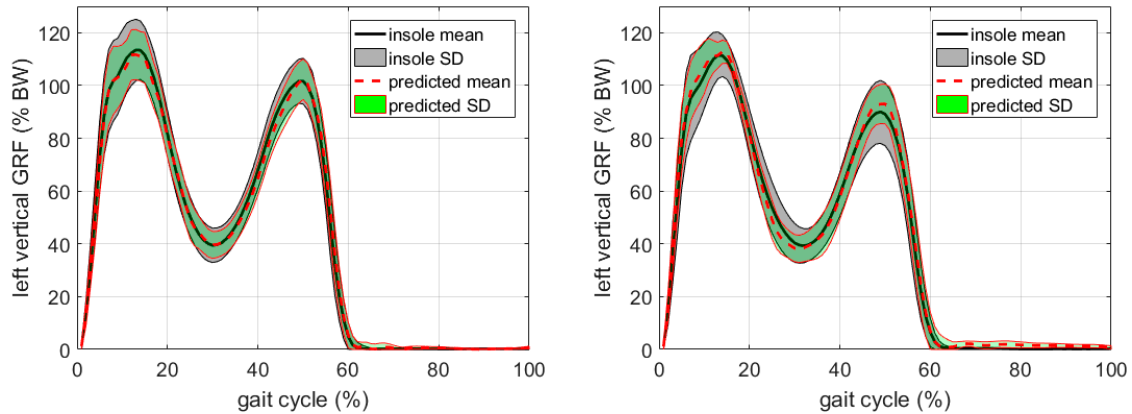 left vertical GRF (% BW)
120
100
80
60
40
20
0
0 20 40 60 80 100
gait cycle (%)
insole mean
insole SD
predicted mean
predicted SD
left vertical GRF (% BW)
120
100
80
60
40
20
0
0 20 40 60 80 100
gait cycle (%)
insole mean
insole SD
predicted mean
predicted SD